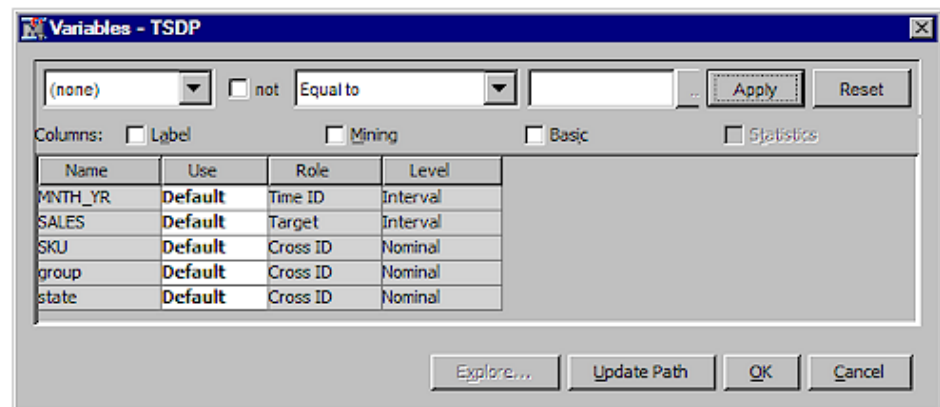 Variables - TSDP
(none) not Equal to .. Apply Reset
Columns: Label Mining Basic Statistics
Name Use Role Level
MNTH_YR Default Time ID Interval
SALES Default Target Interval
SKU Default Cross ID Nominal
group Default Cross ID Nominal
state Default Cross ID Nominal
Explore... Update Path OK Cancel